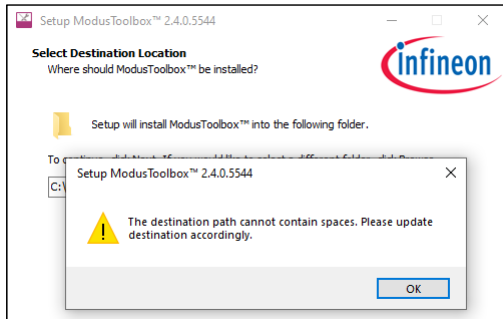 Setup ModusToolbox™ 2.4.0.5544
Select Destination Location
Where should ModusToolbox™ be installed?
infineon
Setup will install ModusToolbox™ into the following folder.
To
C:\
Setup ModusToolbox™ 2.4.0.5544
The destination path cannot contain spaces. Please update
destination accordingly.
OK